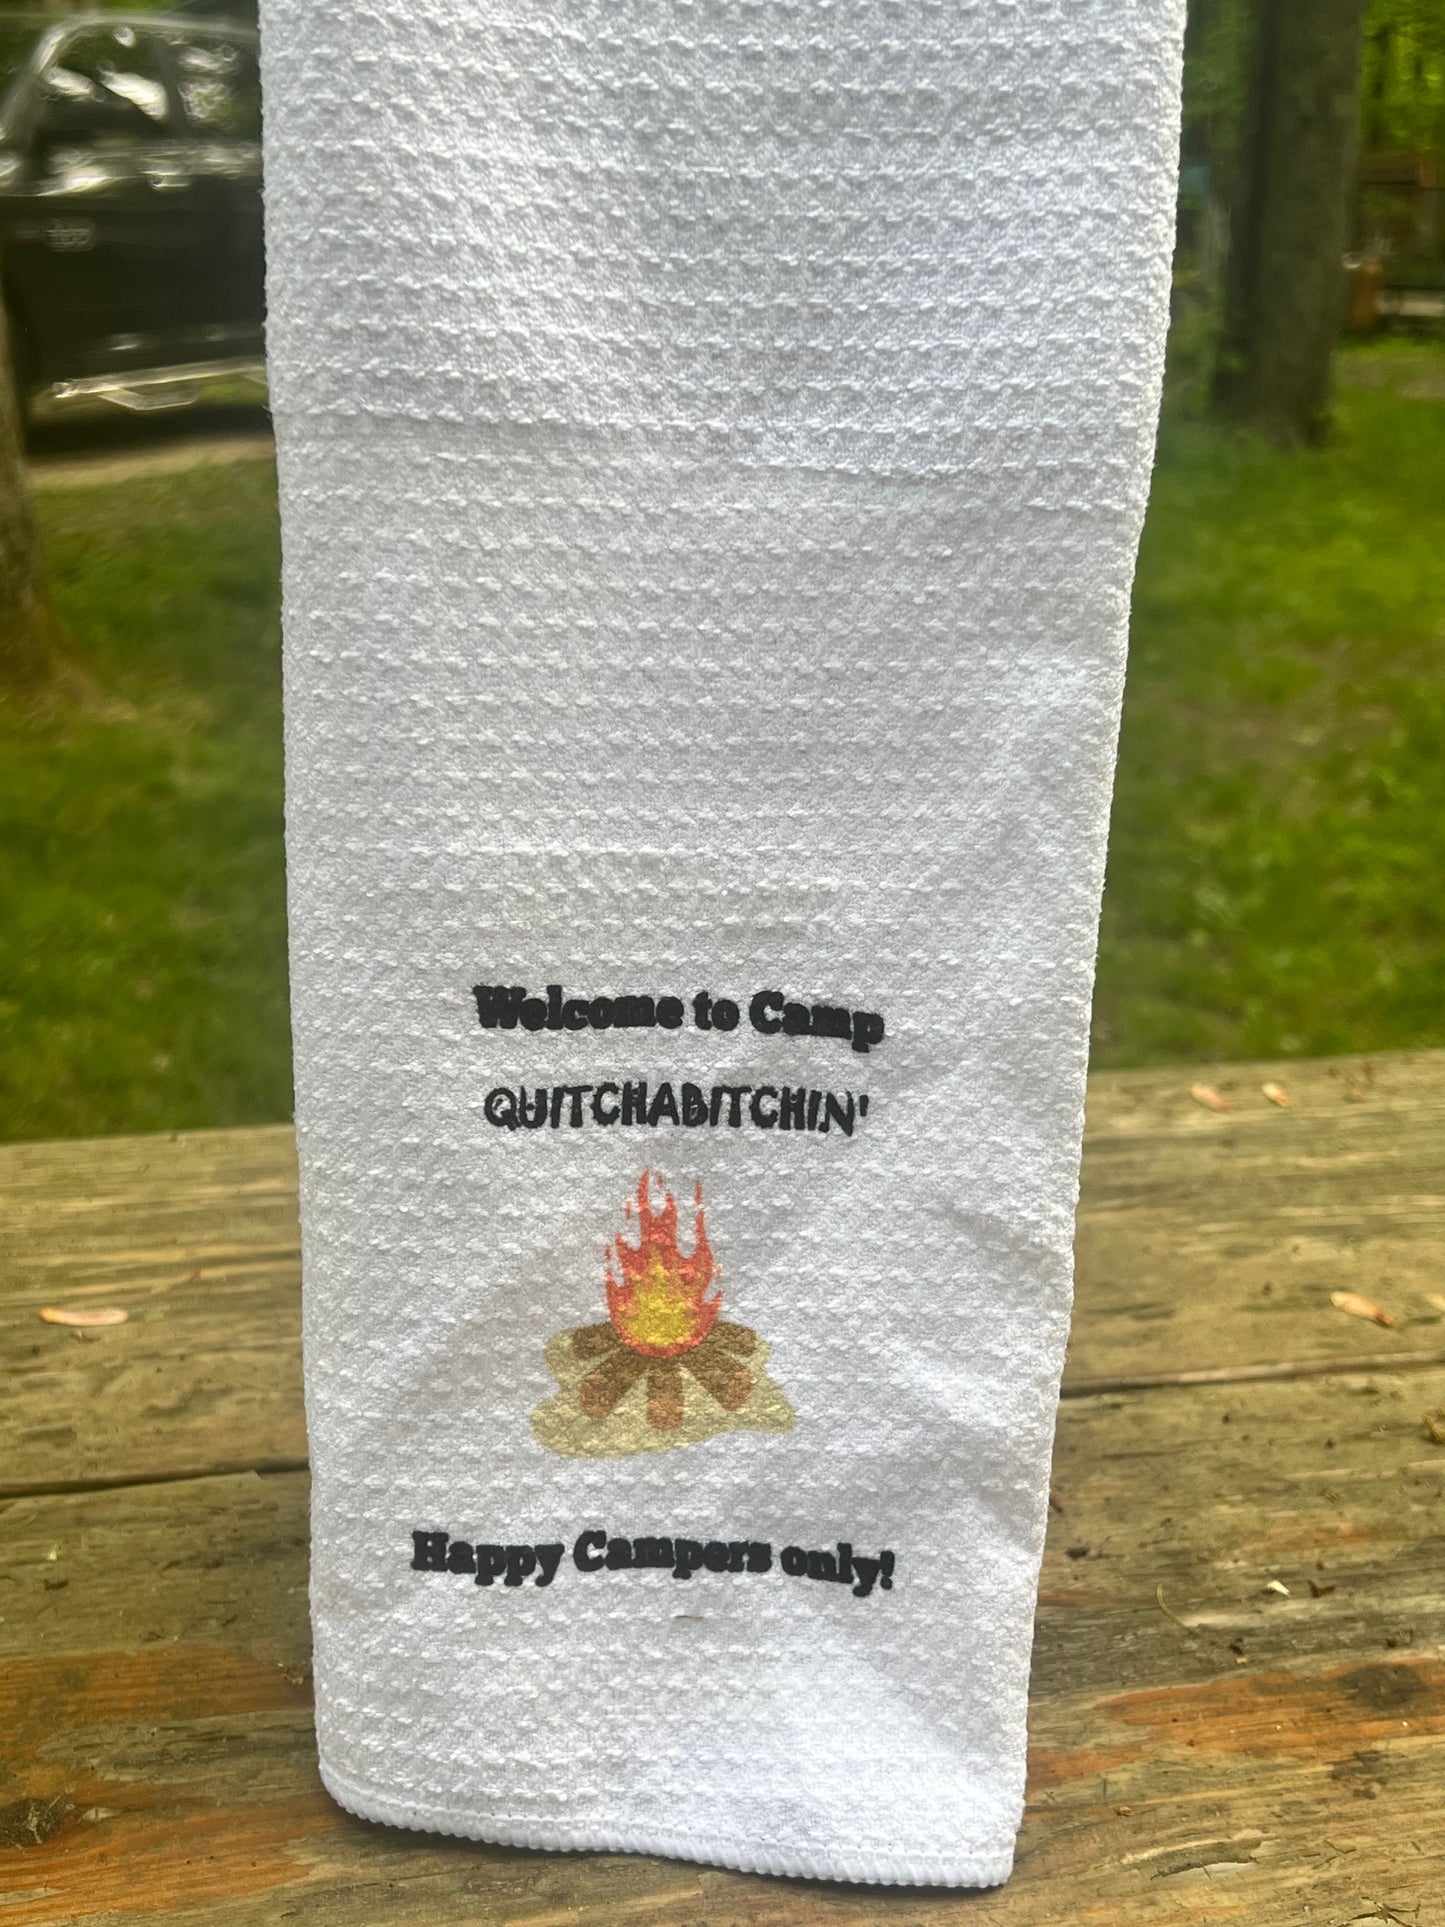 Welcome to Camp
QUITCHABITCHIN'
Happy Campers only!